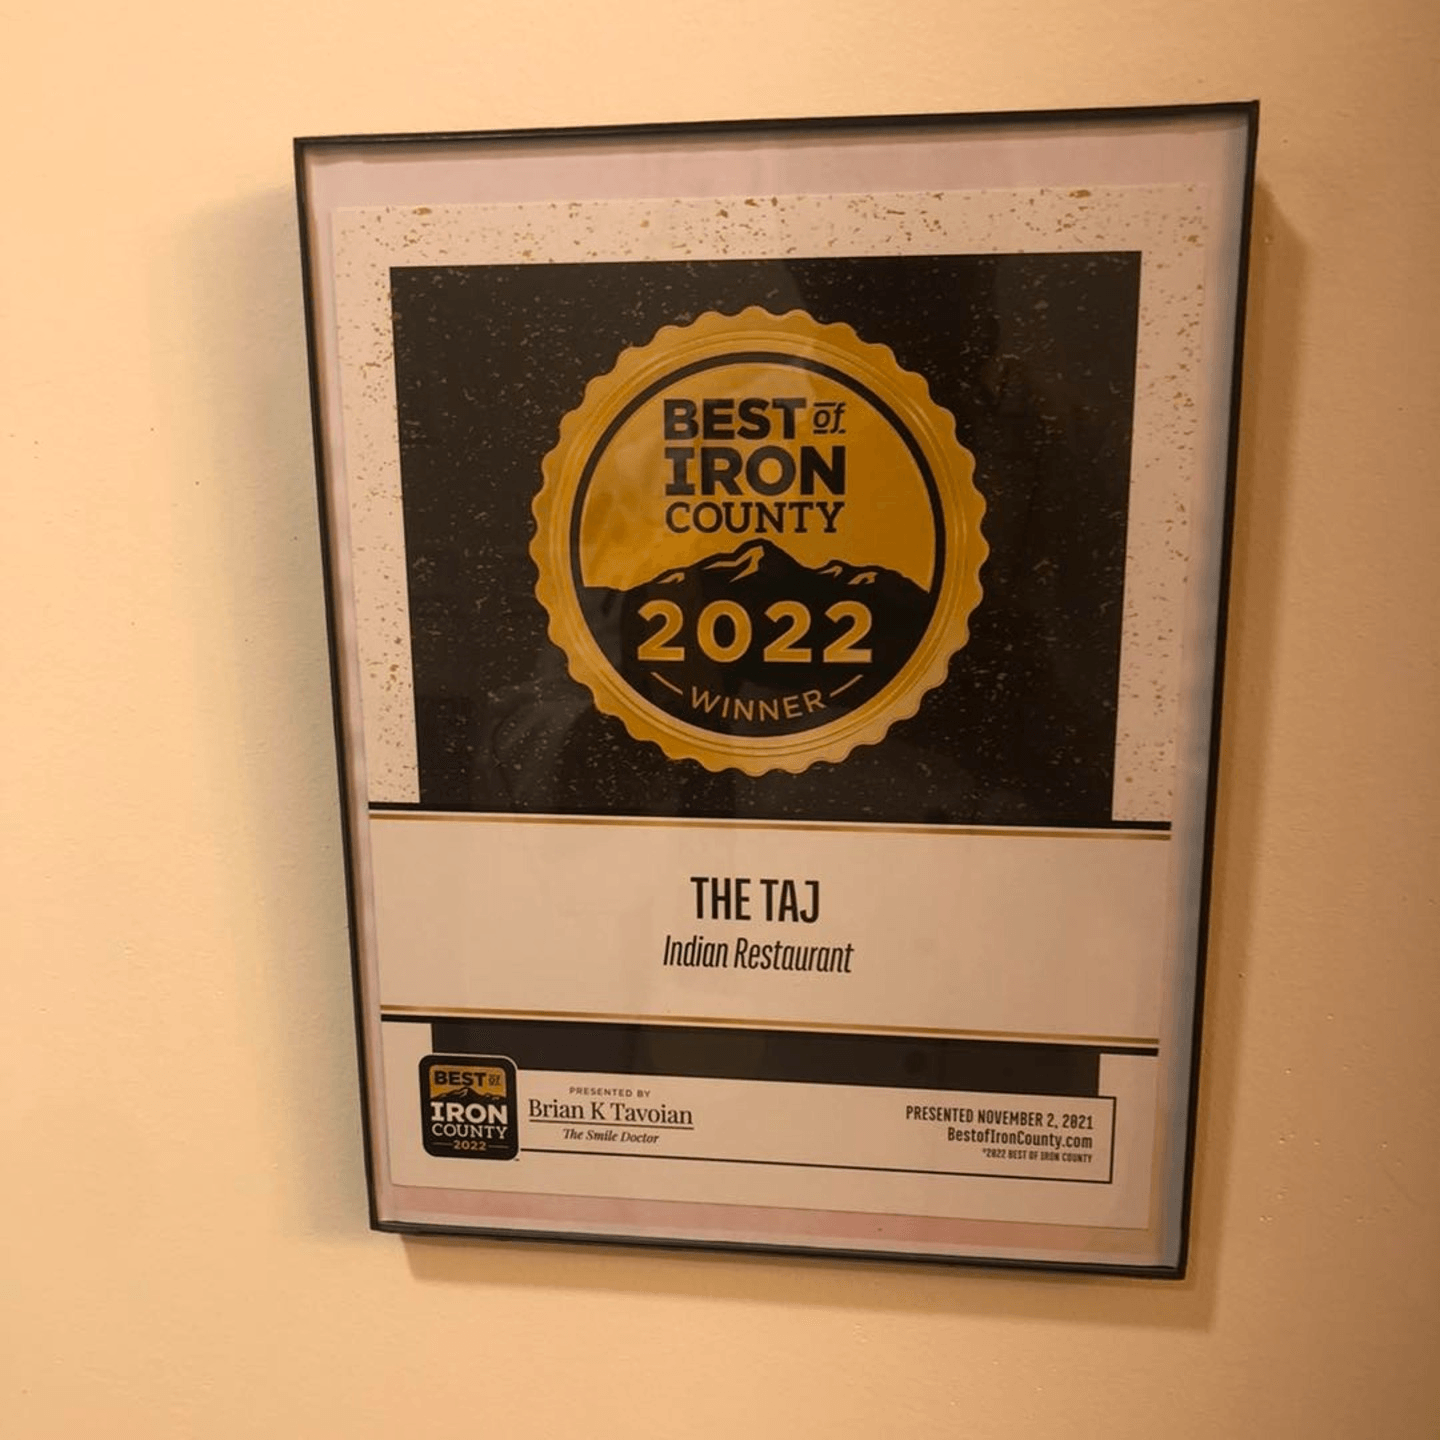 BEST of
IRON
COUNTY
2022
WINNER
THE TAJ
Indian Restaurant
BEST of
IRON
COUNTY
2022
PRESENTED BY
Brian K Tavoian
The Smile Doctor
PRESENTED NOVEMBER 2, 2021
BestofIronCounty.com
©2022 BEST OF IRON COUNTY